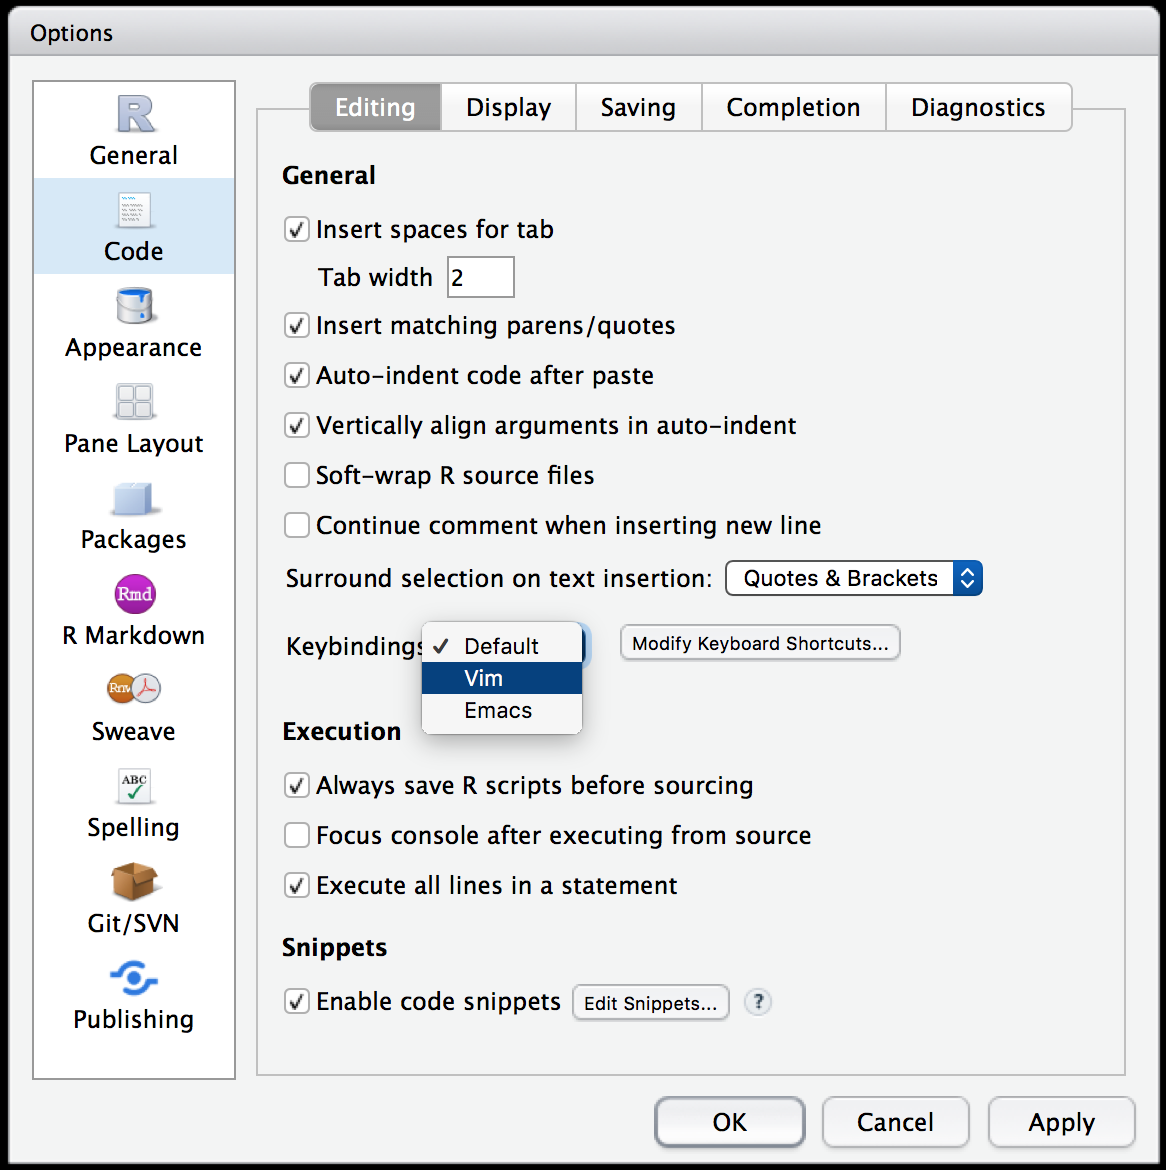 Options
R
General
Code
Appearance
Pane Layout
Packages
Rmd
R Markdown
Rnw
Sweave
ABC
Spelling
Git/SVN
Publishing
Editing Display Saving Completion Diagnostics
General
Insert spaces for tab
Tab width 2
Insert matching parens/quotes
Auto-indent code after paste
Vertically align arguments in auto-indent
Soft-wrap R source files
Continue comment when inserting new line
Surround selection on text insertion: Quotes & Brackets
Keybindings ✓ Default Modify Keyboard Shortcuts...
Vim
Emacs
Execution
Always save R scripts before sourcing
Focus console after executing from source
Execute all lines in a statement
Snippets
Enable code snippets Edit Snippets... ?
OK Cancel Apply